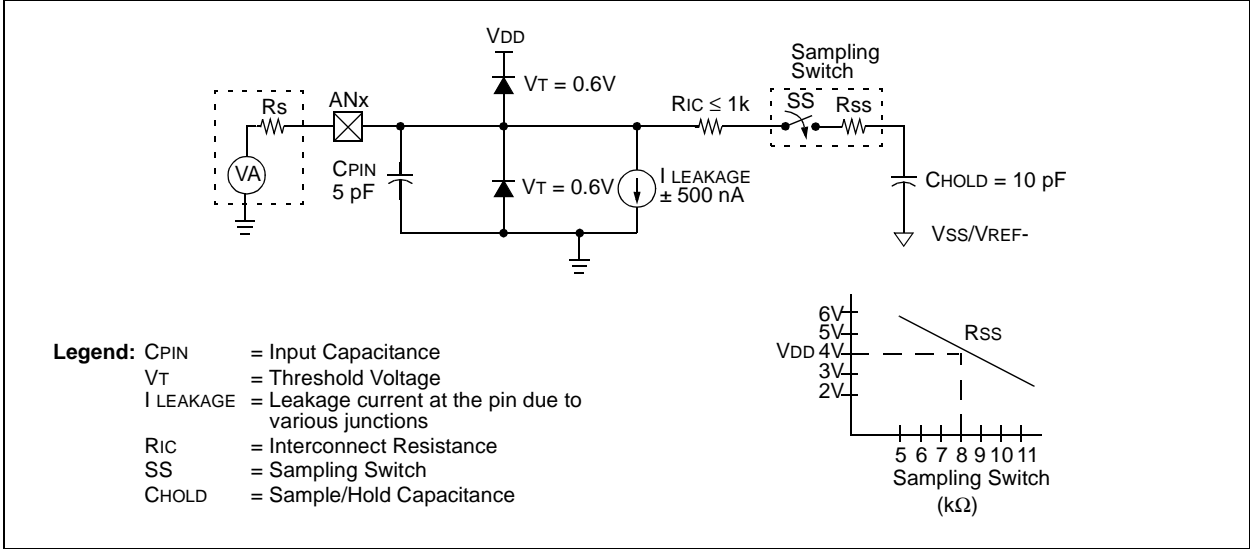 VDD
Sampling
Switch
VT = 0.6V
Rs
ANx
RIC ≤ 1k
SS
RSS
VA
CPIN
5 pF
VT = 0.6V
I LEAKAGE
± 500 nA
CHOLD = 10 pF
VSS/VREF-
Legend: CPIN = Input Capacitance
VT = Threshold Voltage
I LEAKAGE = Leakage current at the pin due to
various junctions
RIC = Interconnect Resistance
SS = Sampling Switch
CHOLD = Sample/Hold Capacitance
6V
5V
VDD 4V
3V
2V
RSS
5 6 7 8 9 10 11
Sampling Switch
(kΩ)